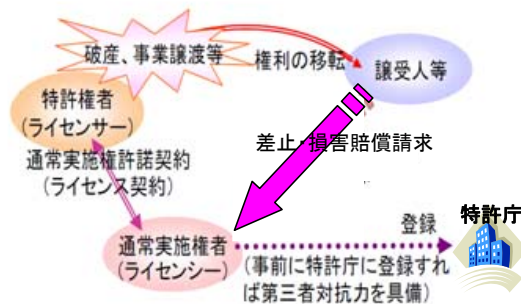 破産、事業譲渡等
権利の移転
譲受人等
特許権者
(ライセンサー)
差止・損害賠償請求
通常実施権許諾契約
(ライセンス契約)
特許庁
登録
通常実施権者
(ライセンシー)
(事前に特許庁に登録すれ
ば第三者対抗力を具備)